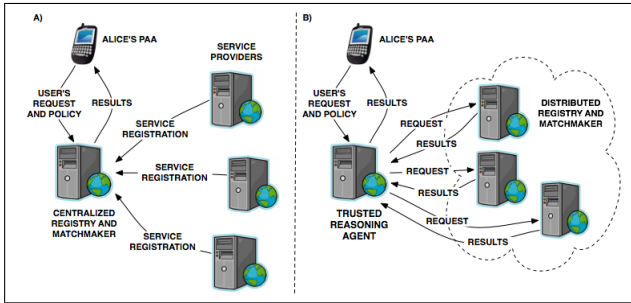 A)
ALICE'S PAA
SERVICE
PROVIDERS
USER'S
REQUEST
AND POLICY
RESULTS
SERVICE
REGISTRATION
SERVICE
REGISTRATION
CENTRALIZED
REGISTRY AND
MATCHMAKER
SERVICE
REGISTRATION
B)
ALICE'S PAA
USER'S
REQUEST
AND POLICY
RESULTS
DISTRIBUTED
REGISTRY AND
MATCHMAKER
REQUEST
RESULTS
REQUEST
RESULTS
TRUSTED
REASONING
AGENT
REQUEST
RESULTS